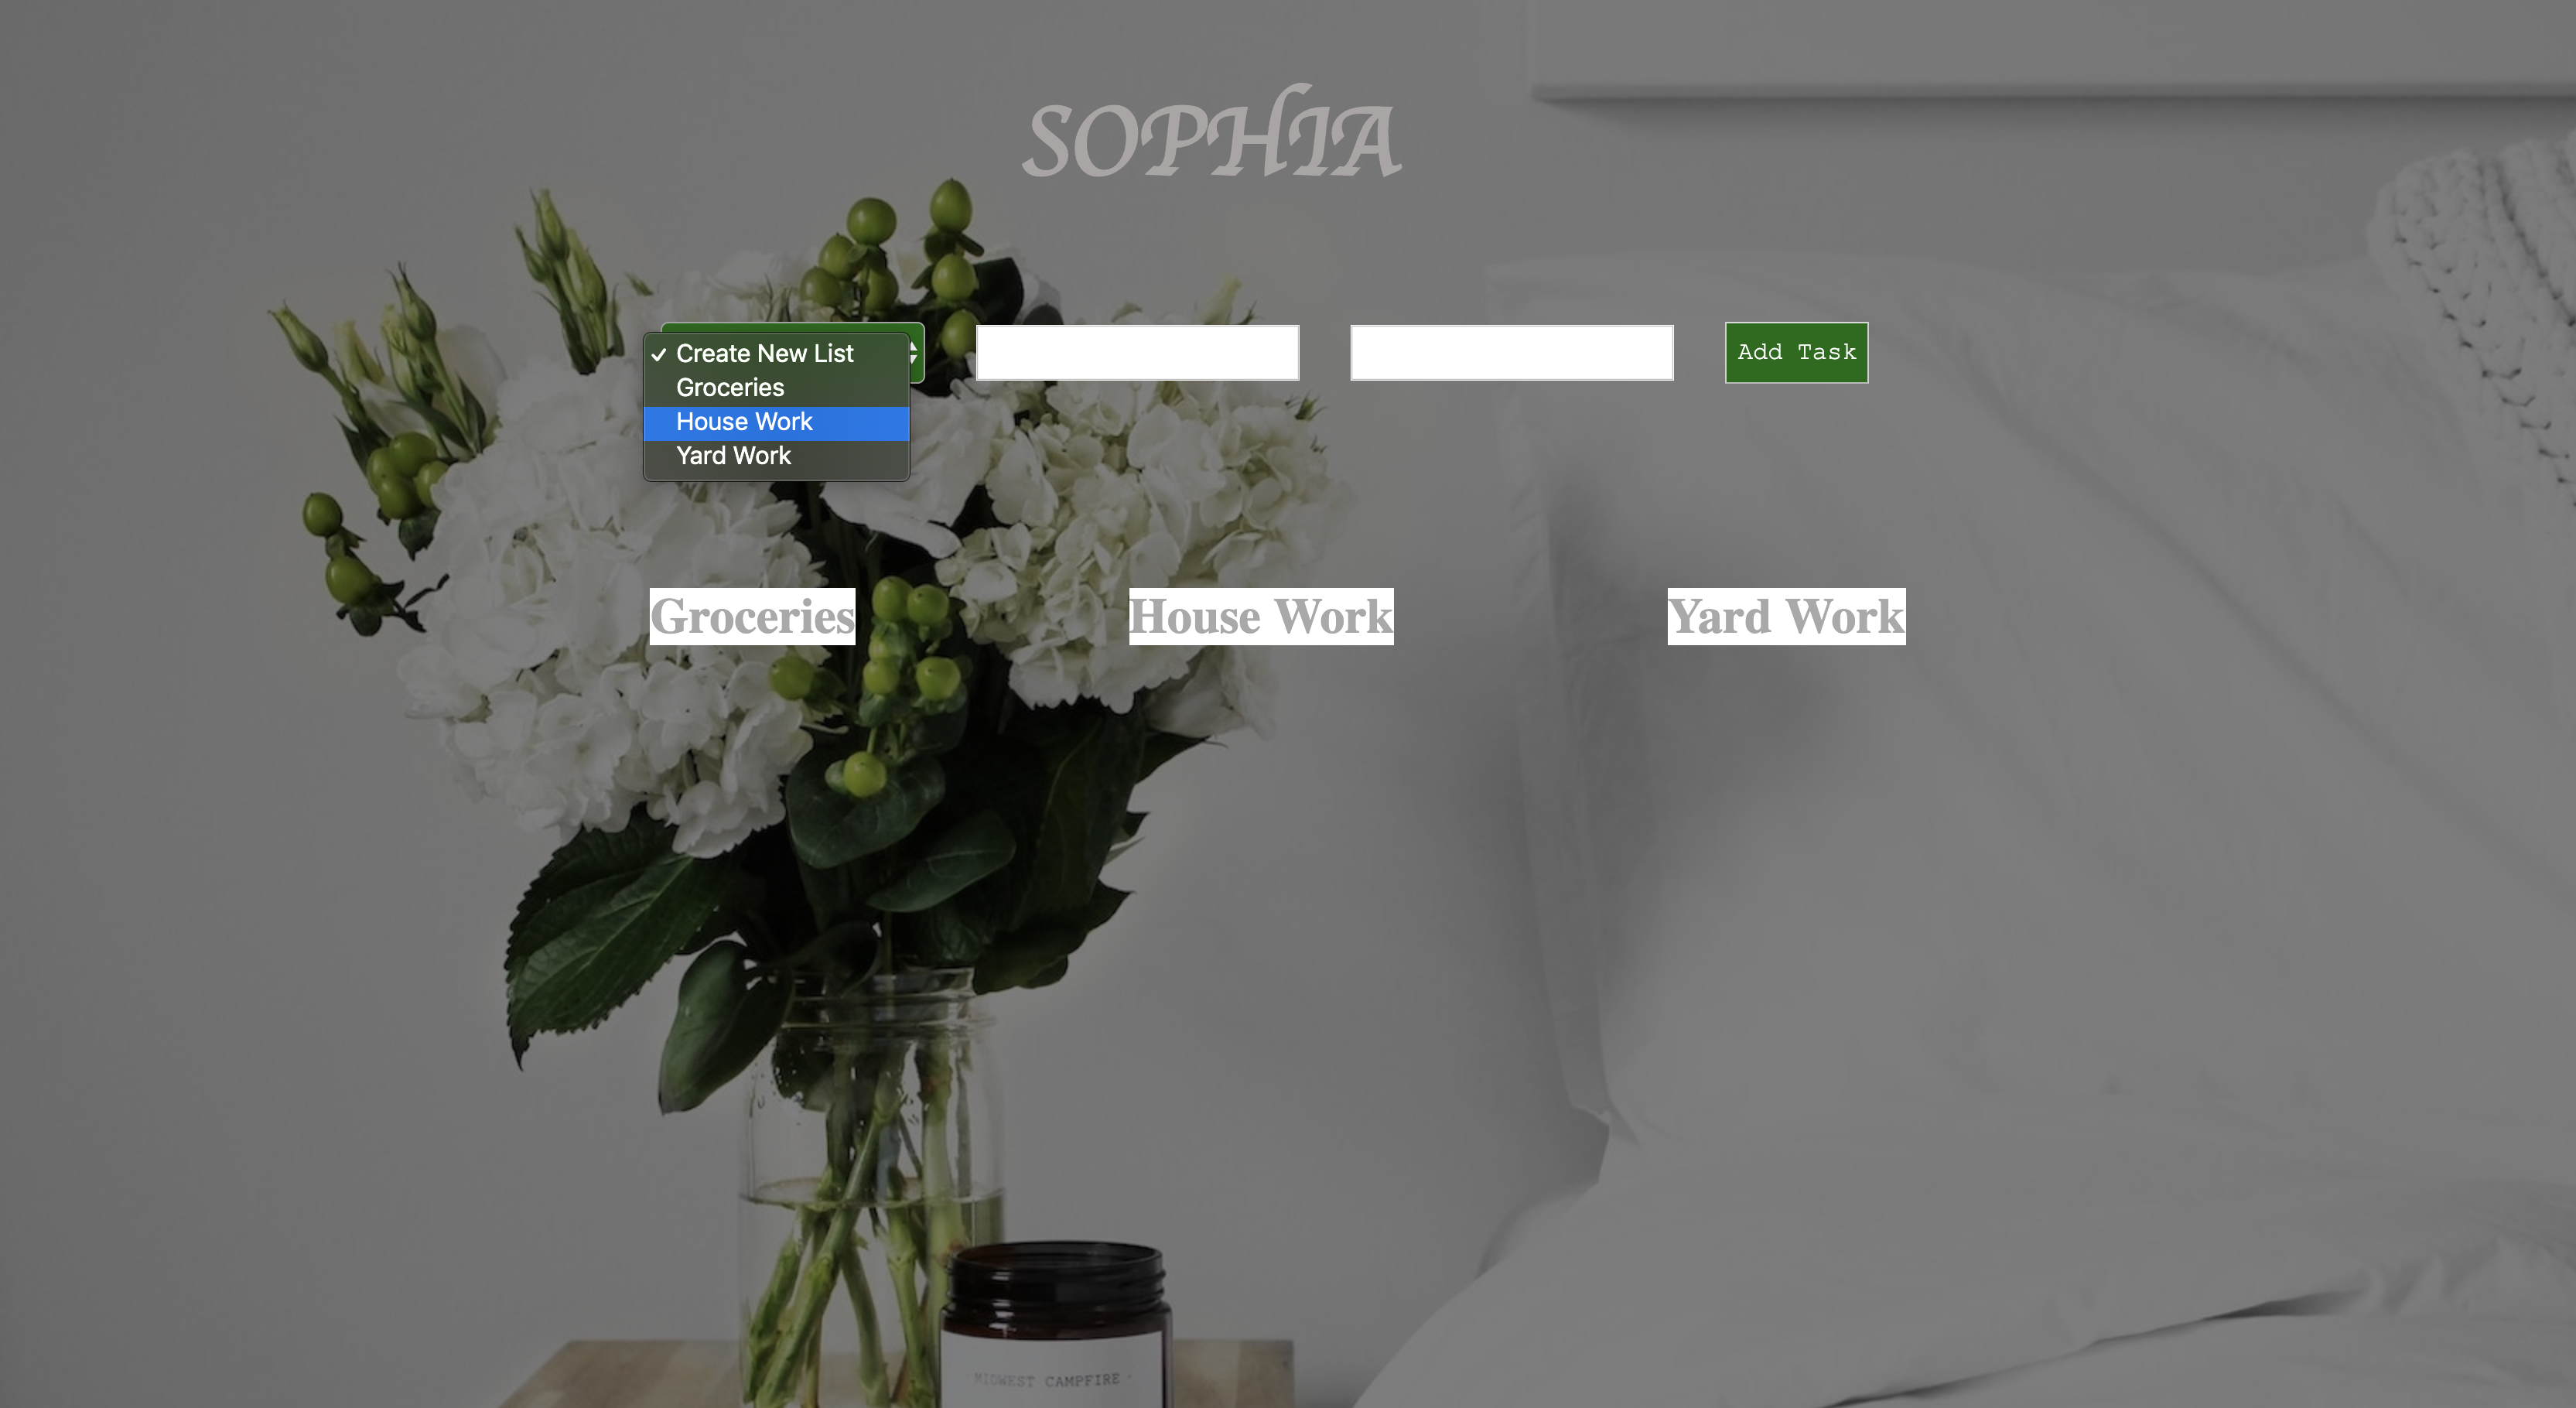 SOPHIA
✓ Create New List
Groceries
House Work
Yard Work
Add Task
Groceries
House Work
Yard Work
MIDWEST CAMPFIRE